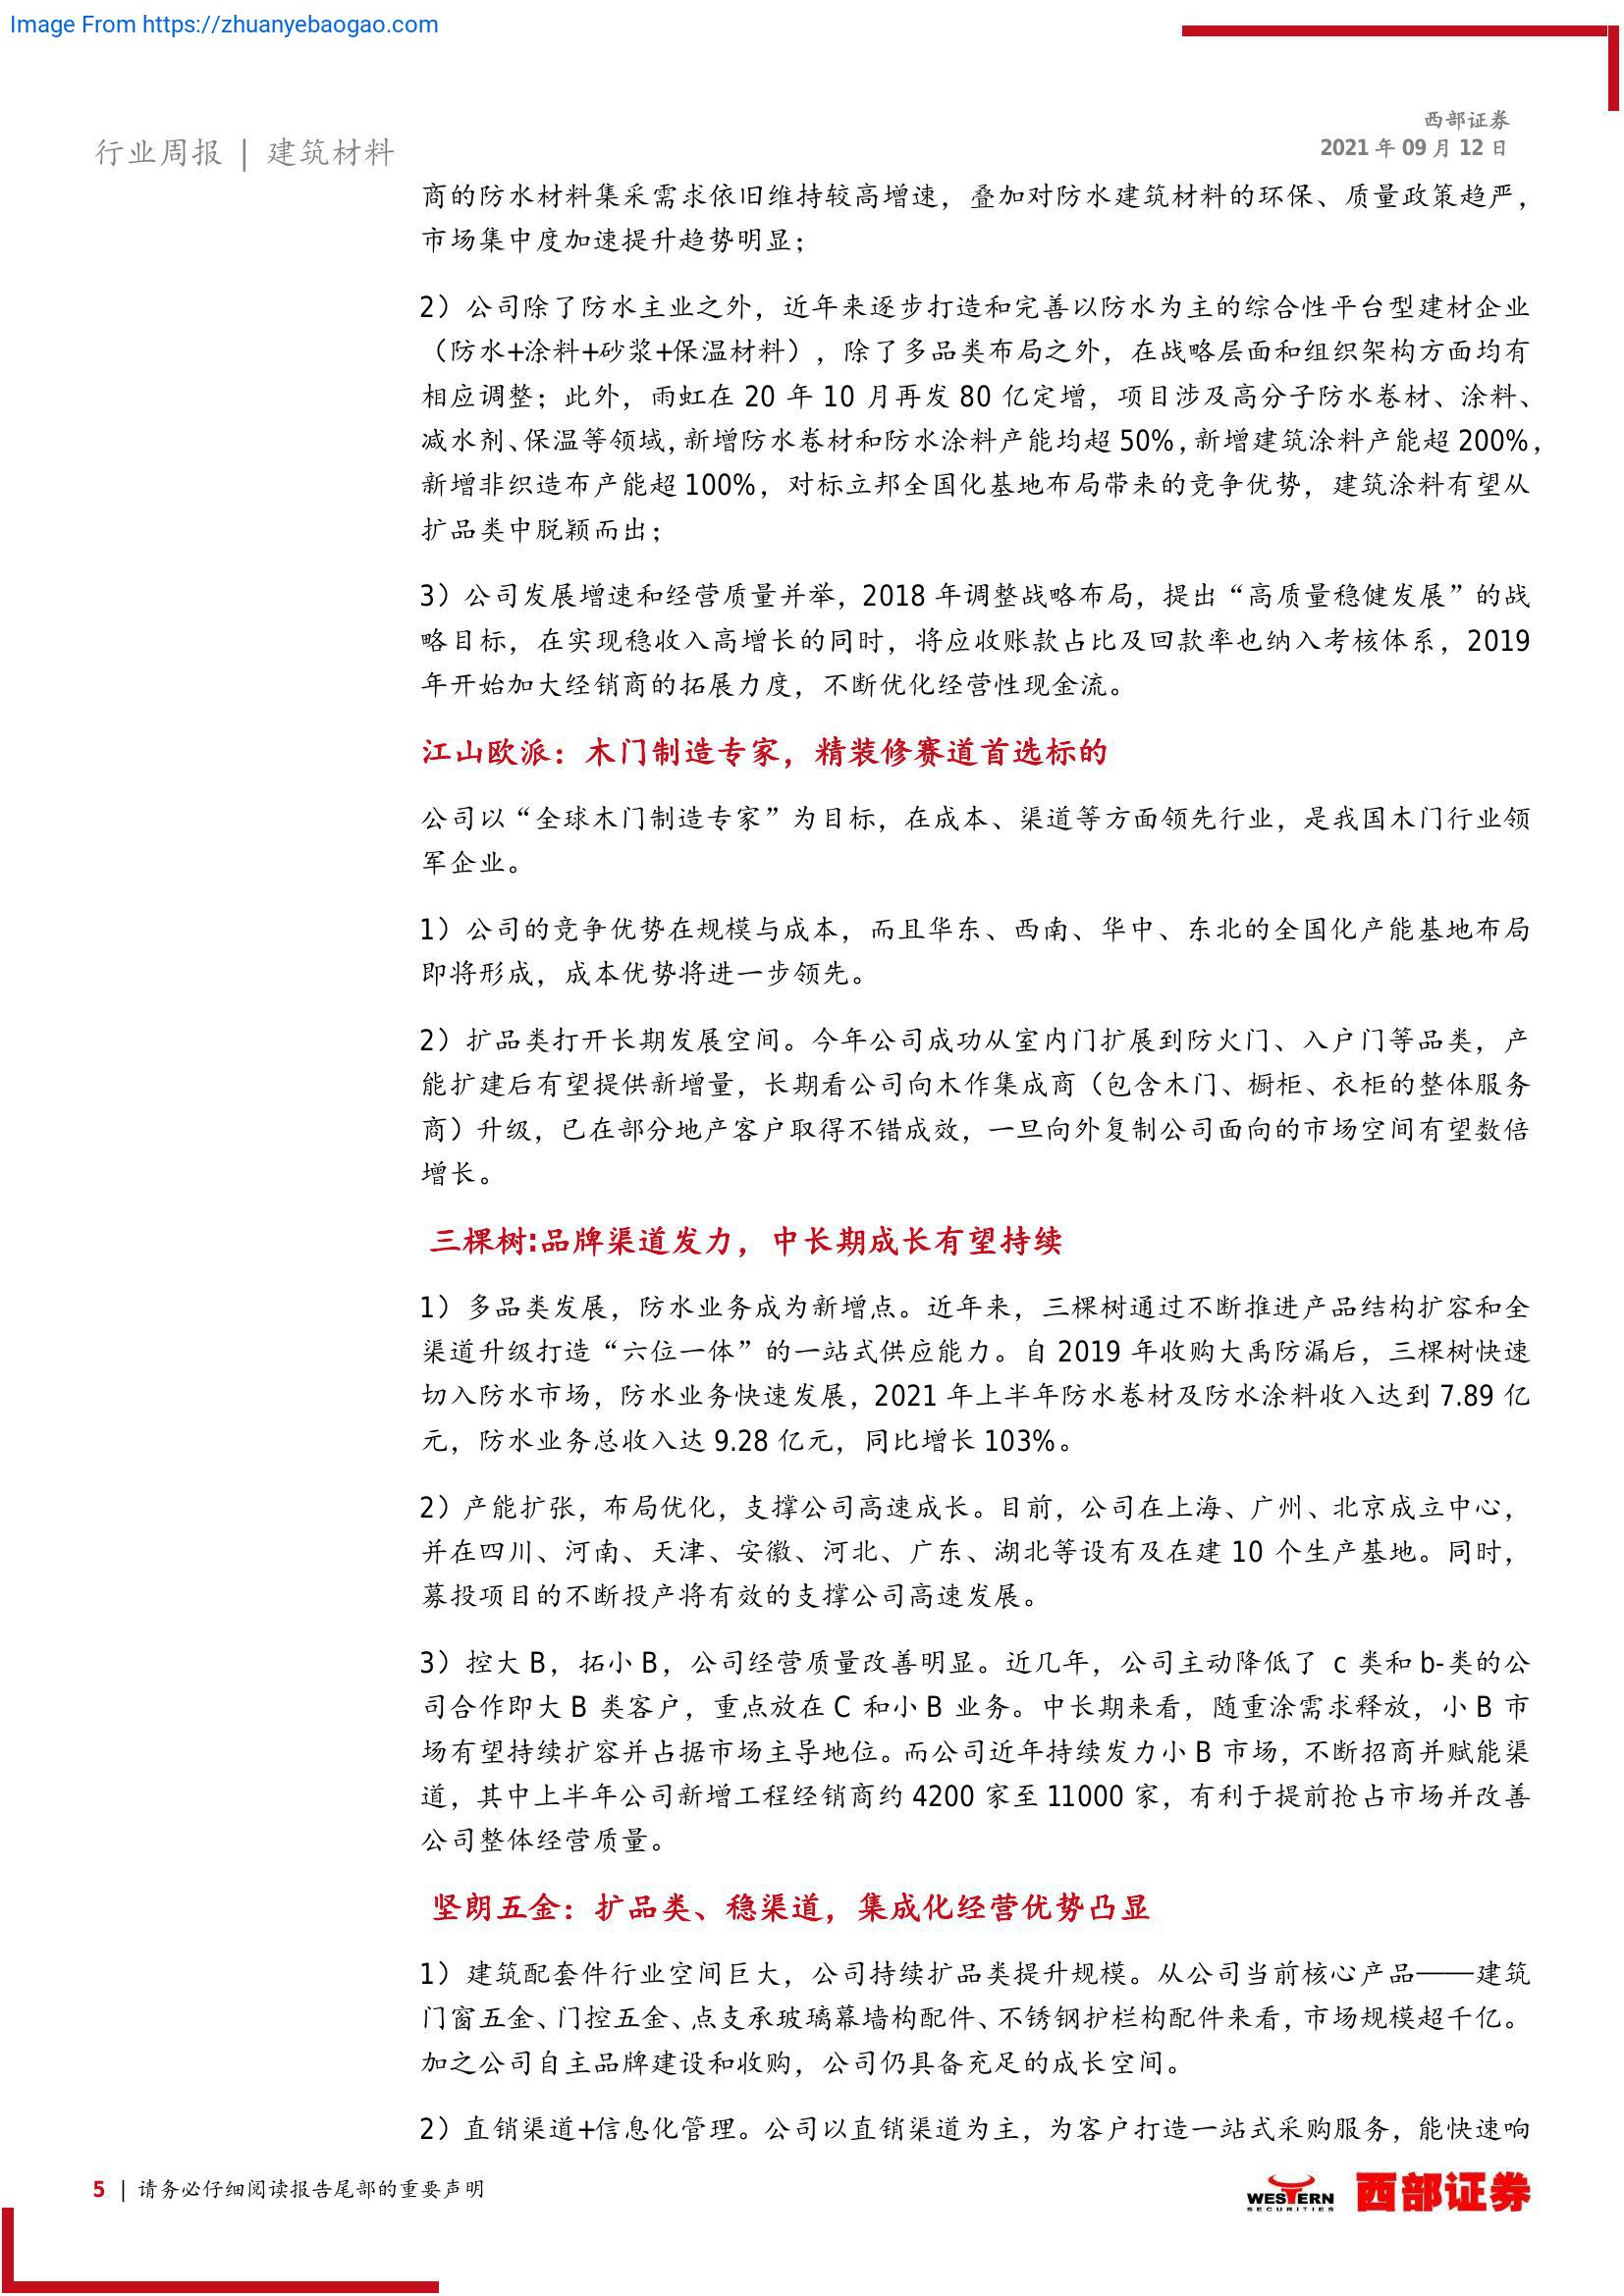 Image From https://zhuanyebaogao.com
西部证券
行业周报 | 建筑材料
2021 年 09 月 12 日
商的防水材料集采需求依旧维持较高增速，叠加对防水建筑材料的环保、质量政策趋严，
市场集中度加速提升趋势明显；
2）公司除了防水主业之外，近年来逐步打造和完善以防水为主的综合性平台型建材企业
（防水+涂料+砂浆+保温材料），除了多品类布局之外，在战略层面和组织架构方面均有
相应调整；此外，雨虹在 20 年 10 月再发 80 亿定增，项目涉及高分子防水卷材、涂料、
减水剂、保温等领域，新增防水卷材和防水涂料产能均超 50%，新增建筑涂料产能超 200%，
新增非织造布产能超 100%，对标立邦全国化基地布局带来的竞争优势，建筑涂料有望从
扩品类中脱颖而出；
3）公司发展增速和经营质量并举，2018 年调整战略布局，提出“高质量稳健发展”的战
略目标，在实现稳收入高增长的同时，将应收账款占比及回款率也纳入考核体系，2019
年开始加大经销商的拓展力度，不断优化经营性现金流。
江山欧派：木门制造专家，精装修赛道首选标的
公司以“全球木门制造专家”为目标，在成本、渠道等方面领先行业，是我国木门行业领
军企业。
1）公司的竞争优势在规模与成本，而且华东、西南、华中、东北的全国化产能基地布局
即将形成，成本优势将进一步领先。
2）扩品类打开长期发展空间。今年公司成功从室内门扩展到防火门、入户门等品类，产
能扩建后有望提供新增量，长期看公司向木作集成商（包含木门、橱柜、衣柜的整体服务
商）升级，已在部分地产客户取得不错成效，一旦向外复制公司面向的市场空间有望数倍
增长。
三棵树:品牌渠道发力，中长期成长有望持续
1）多品类发展，防水业务成为新增点。近年来，三棵树通过不断推进产品结构扩容和全
渠道升级打造“六位一体”的一站式供应能力。自 2019 年收购大禹防漏后，三棵树快速
切入防水市场，防水业务快速发展，2021 年上半年防水卷材及防水涂料收入达到 7.89 亿
元，防水业务总收入达 9.28 亿元，同比增长 103%。
2）产能扩张，布局优化，支撑公司高速成长。目前，公司在上海、广州、北京成立中心，
并在四川、河南、天津、安徽、河北、广东、湖北等设有及在建 10 个生产基地。同时，
募投项目的不断投产将有效的支撑公司高速发展。
3）控大 B，拓小 B，公司经营质量改善明显。近几年，公司主动降低了 c 类和 b-类的公
司合作即大 B 类客户，重点放在 C 和小 B 业务。中长期来看，随重涂需求释放，小 B 市
场有望持续扩容并占据市场主导地位。而公司近年持续发力小 B 市场，不断招商并赋能渠
道，其中上半年公司新增工程经销商约 4200 家至 11000 家，有利于提前抢占市场并改善
公司整体经营质量。
坚朗五金：扩品类、稳渠道，集成化经营优势凸显
1）建筑配套件行业空间巨大，公司持续扩品类提升规模。从公司当前核心产品——建筑
门窗五金、门控五金、点支承玻璃幕墙构配件、不锈钢护栏构配件来看，市场规模超千亿。
加之公司自主品牌建设和收购，公司仍具备充足的成长空间。
2）直销渠道+信息化管理。公司以直销渠道为主，为客户打造一站式采购服务，能快速响
5 | 请务必仔细阅读报告尾部的重要声明
WESTERN
SECURITIES
西部证券